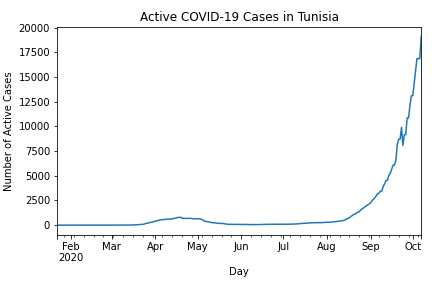 Active COVID-19 Cases in Tunisia
20000
17500
15000
12500
10000
7500
5000
2500
0
Number of Active Cases
Feb Mar Apr May Jun Jul Aug Sep Oct
2020
Day